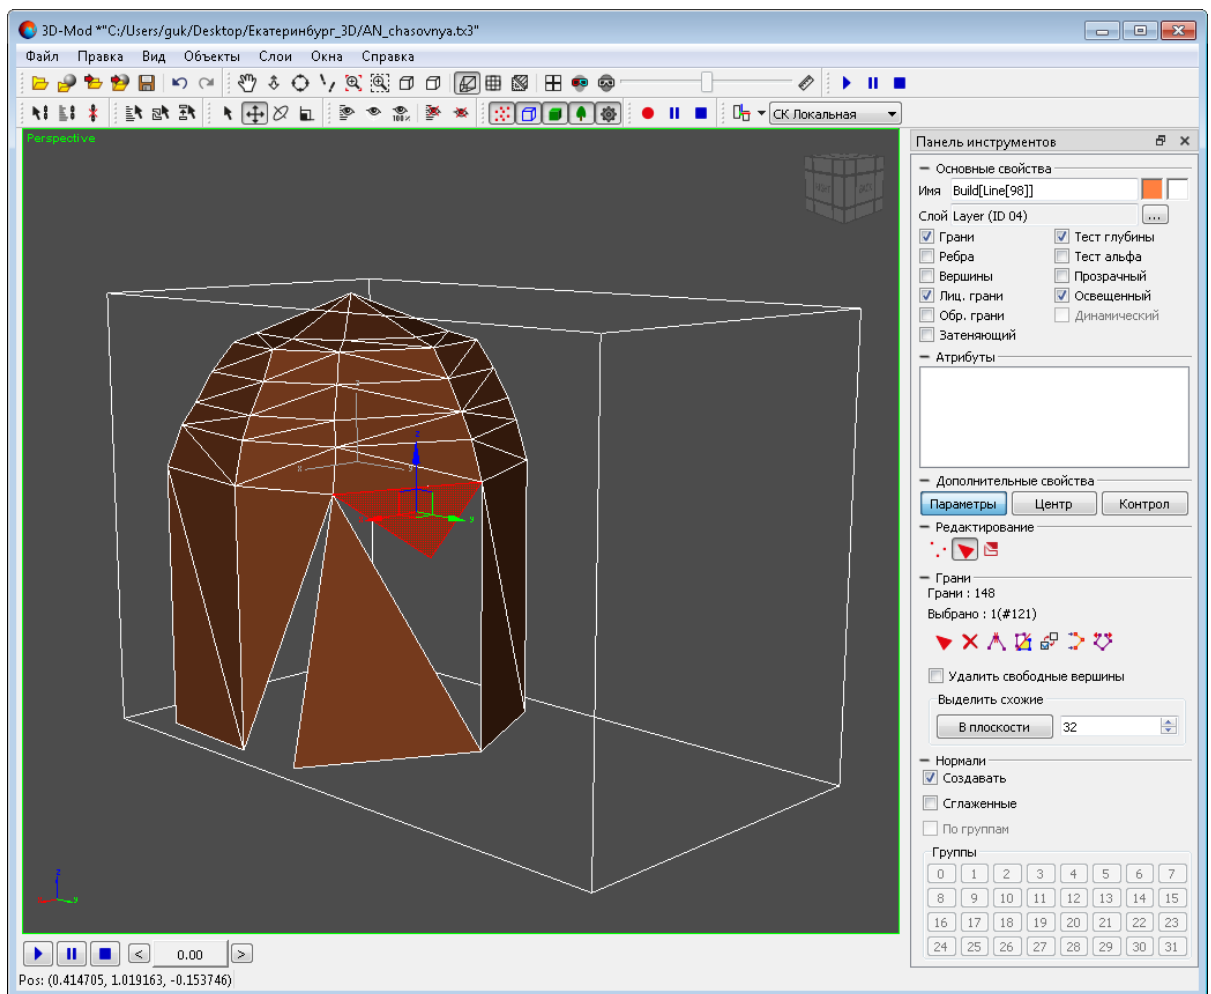 3D-Mod *"C:/Users/guk/Desktop/Екатеринбург_3D/AN_chasovnya.tx3"
Файл Правка Вид Объекты Слои Окна Справка
100%
СК Локальная
Perspective
Панель инструментов
Основные свойства
Имя Build[Line[98]]
Слой Layer (ID 04) ...
Грани Тест глубины
Ребра Тест альфа
Вершины Прозрачный
Лиц. грани Освещенный
Обр. грани Динамический
Затеняющий
Атрибуты
Дополнительные свойства
Параметры Центр Контрол
Редактирование
Грани
Грани : 148
Выбрано : 1(#121)
Удалить свободные вершины
Выделить схожие
В плоскости 32
Нормали
Создавать
Сглаженные
По группам
Группы
0 1 2 3 4 5 6 7
8 9 10 11 12 13 14 15
16 17 18 19 20 21 22 23
24 25 26 27 28 29 30 31
z
x y
z
y
z
x y
< 0.00 >
Pos: (0.414705, 1.019163, -0.153746)